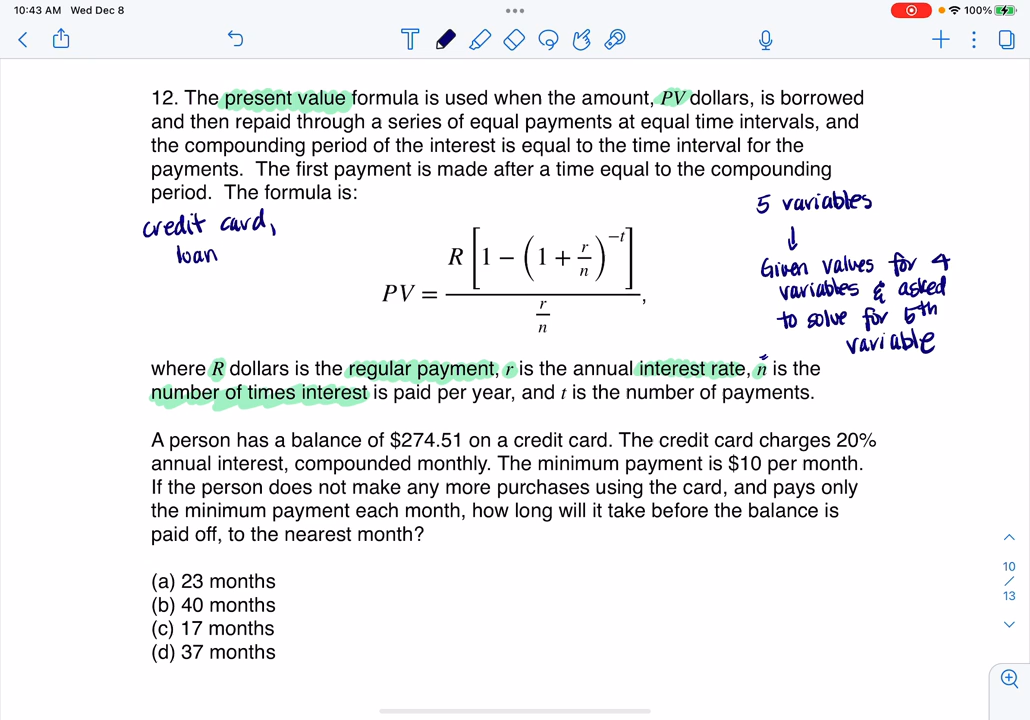 10:43 AM Wed Dec 8
100%
12. The present value formula is used when the amount, PV dollars, is borrowed
and then repaid through a series of equal payments at equal time intervals, and
the compounding period of the interest is equal to the time interval for the
payments. The first payment is made after a time equal to the compounding
period. The formula is:
credit card,
loan
5 variables
↓
Given values for 4
variables & asked
to solve for 5th
variable
PV = R[1 − (1 + r/n)^−t] / (r/n),
where R dollars is the regular payment, r is the annual interest rate, n is the
number of times interest is paid per year, and t is the number of payments.
A person has a balance of $274.51 on a credit card. The credit card charges 20%
annual interest, compounded monthly. The minimum payment is $10 per month.
If the person does not make any more purchases using the card, and pays only
the minimum payment each month, how long will it take before the balance is
paid off, to the nearest month?
(a) 23 months
(b) 40 months
(c) 17 months
(d) 37 months
10
/
13